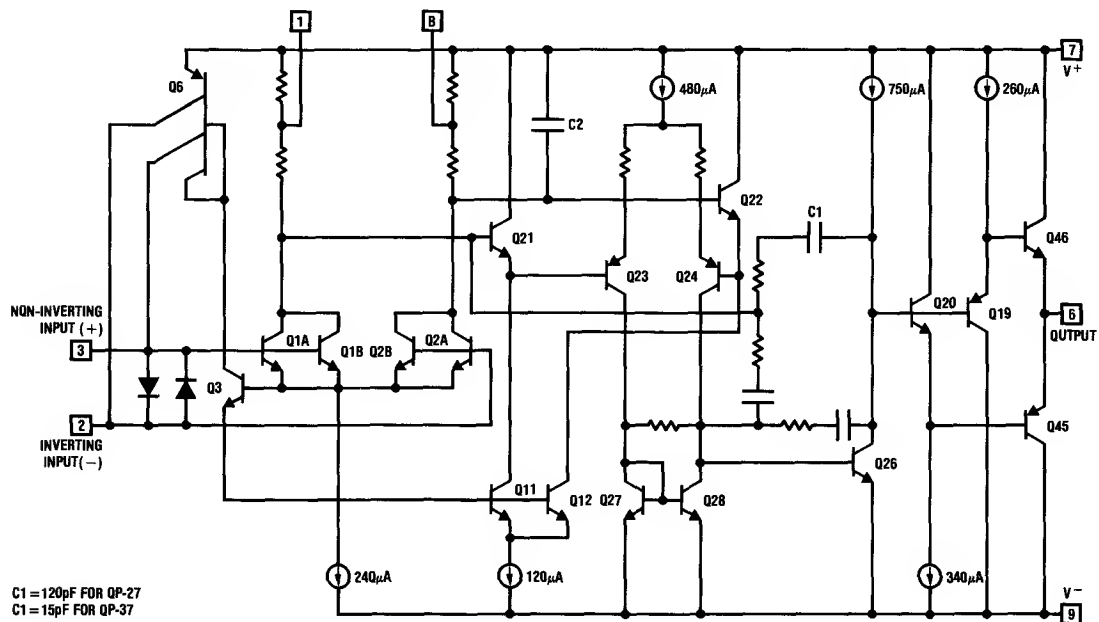 1
B
7
V+
Q6
480µA
750µA
260µA
C2
Q22
C1
Q21
Q46
Q23
Q24
Q20
Q19
6
OUTPUT
NON-INVERTING
INPUT (+)
3
Q1A
Q1B
Q2B
Q2A
Q3
2
INVERTING
INPUT(−)
Q45
Q26
Q11
Q12
Q27
Q28
240µA
120µA
340µA
V−
9
C1 = 120pF FOR OP-27
C1 = 15pF FOR OP-37